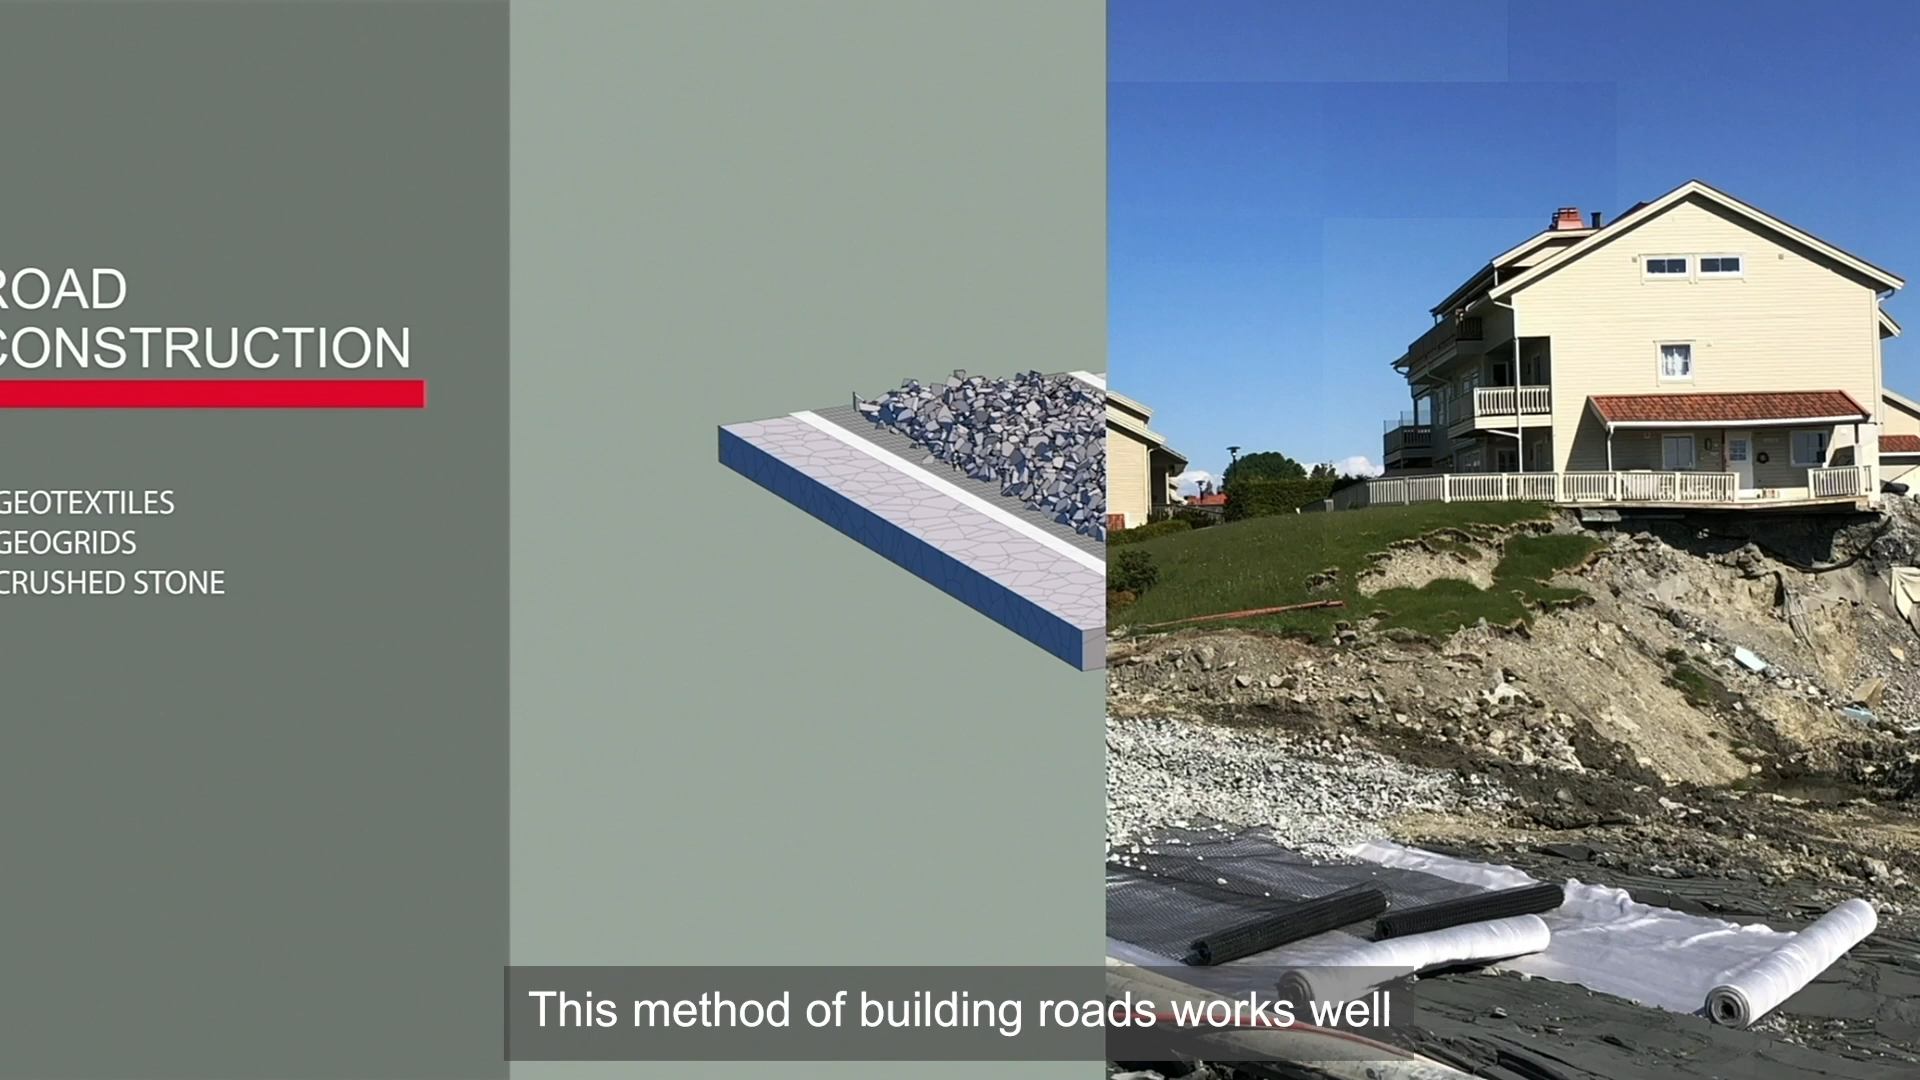 ROAD
CONSTRUCTION
GEOTEXTILES
GEOGRIDS
CRUSHED STONE
This method of building roads works well